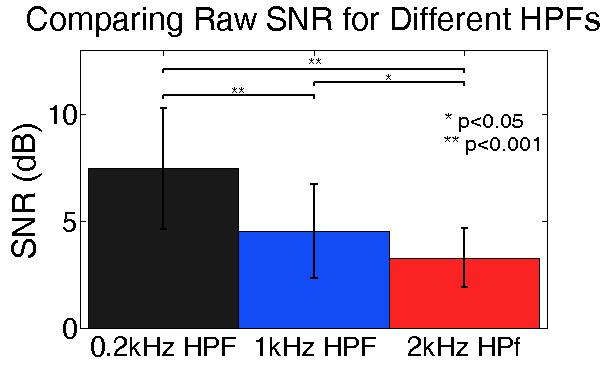 Comparing Raw SNR for Different HPFs
**
*
**
* p<0.05
** p<0.001
10
5
0
SNR (dB)
0.2kHz HPF 1kHz HPF 2kHz HPf